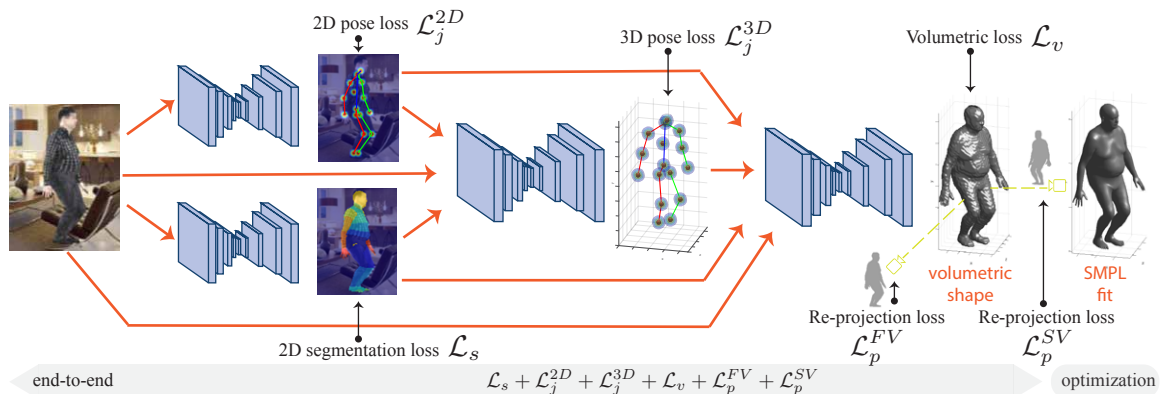 2D pose loss $\mathcal{L}_j^{2D}$
3D pose loss $\mathcal{L}_j^{3D}$
Volumetric loss $\mathcal{L}_v$
volumetric
shape
SMPL
fit
Re-projection loss
$\mathcal{L}_p^{FV}$
Re-projection loss
$\mathcal{L}_p^{SV}$
2D segmentation loss $\mathcal{L}_s$
end-to-end
$\mathcal{L}_s + \mathcal{L}_j^{2D} + \mathcal{L}_j^{3D} + \mathcal{L}_v + \mathcal{L}_p^{FV} + \mathcal{L}_p^{SV}$
optimization